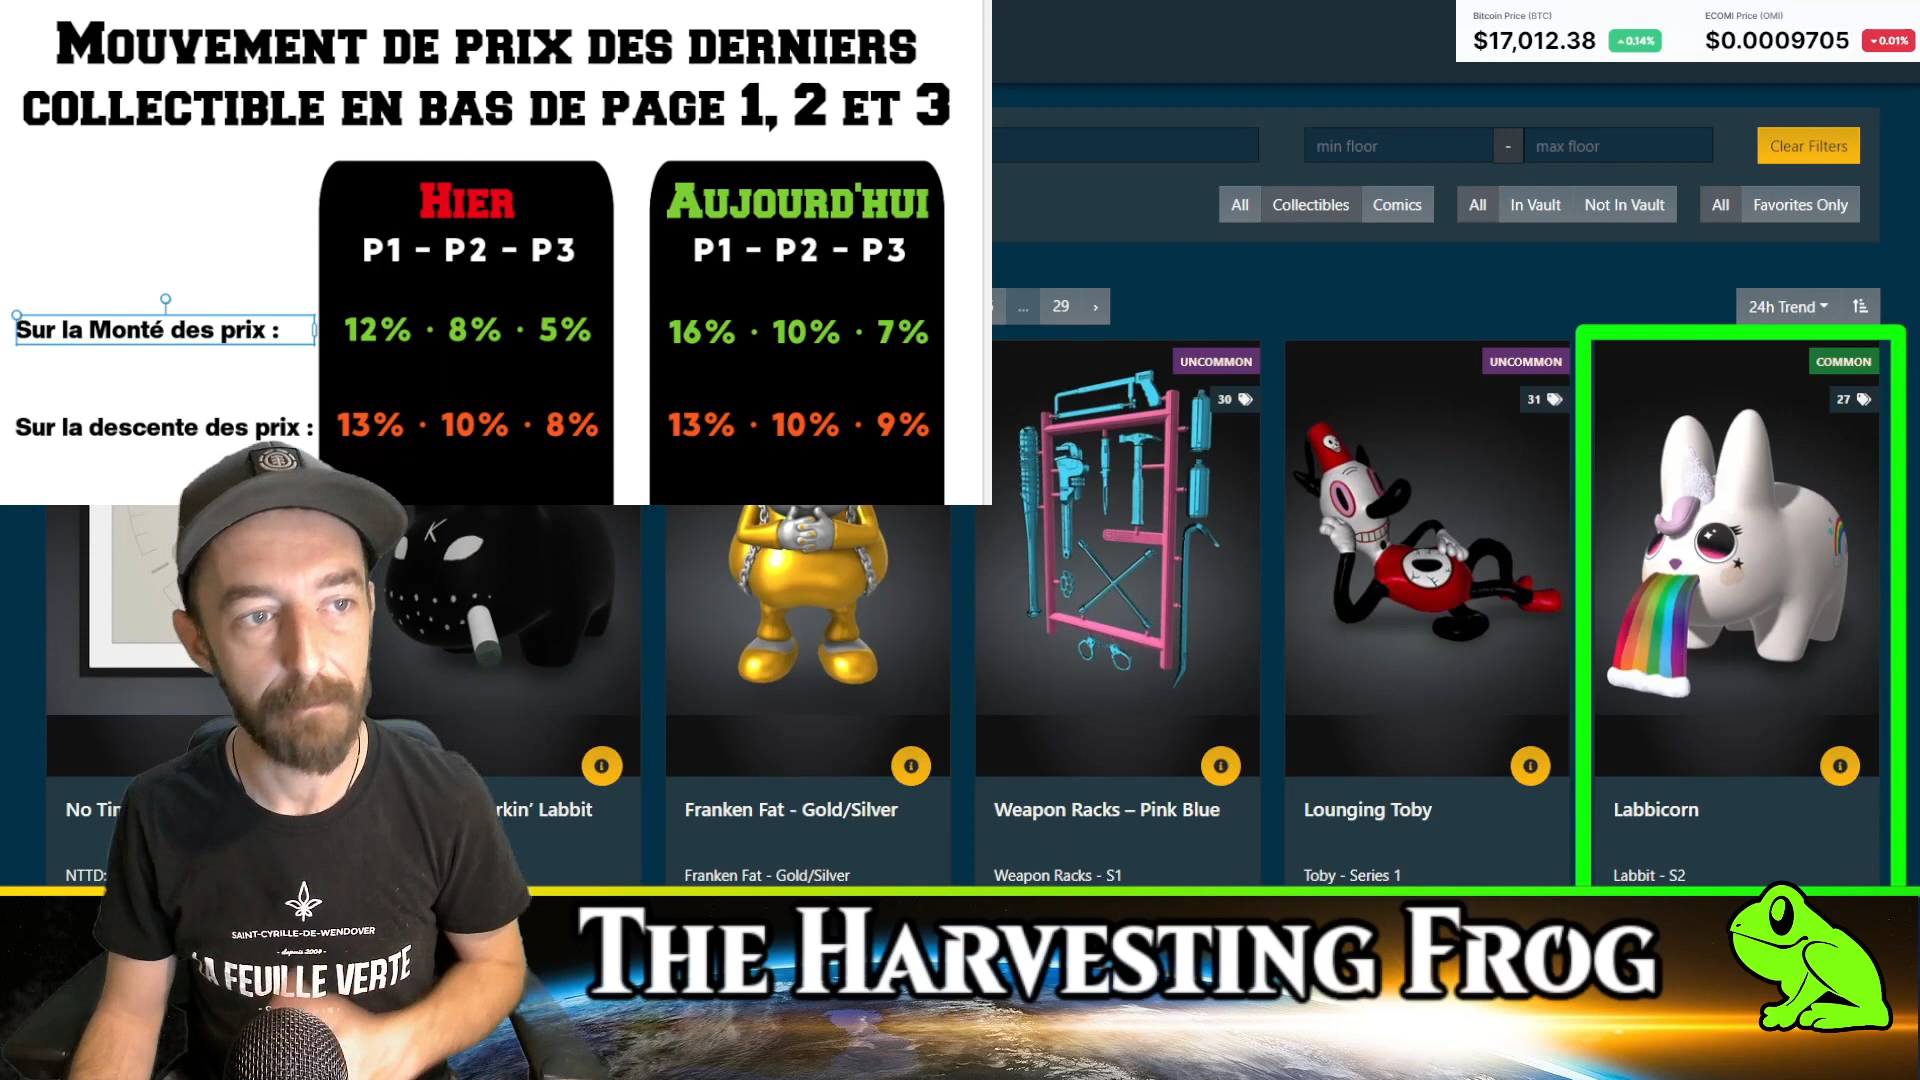 Mouvement de prix des derniers
collectible en bas de page 1, 2 et 3
Hier
P1 - P2 - P3
Aujourd'hui
P1 - P2 - P3
Sur la Monté des prix :
12% · 8% · 5%
16% · 10% · 7%
Sur la descente des prix :
13% · 10% · 8%
13% · 10% · 9%
Bitcoin Price (BTC)
$17,012.38
0.14%
ECOMI Price (OMI)
$0.0009705
0.01%
min floor
-
max floor
Clear Filters
All
Collectibles
Comics
All
In Vault
Not In Vault
All
Favorites Only
...
29
›
24h Trend
UNCOMMON
30
UNCOMMON
31
COMMON
27
K
No Tin
rkin' Labbit
Franken Fat - Gold/Silver
Weapon Racks – Pink Blue
Lounging Toby
Labbicorn
NTTD:
Franken Fat - Gold/Silver
Weapon Racks - S1
Toby - Series 1
Labbit - S2
SAINT-CYRILLE-DE-WENDOVER
- depuis 2009 -
LA FEUILLE VERTE
The Harvesting Frog